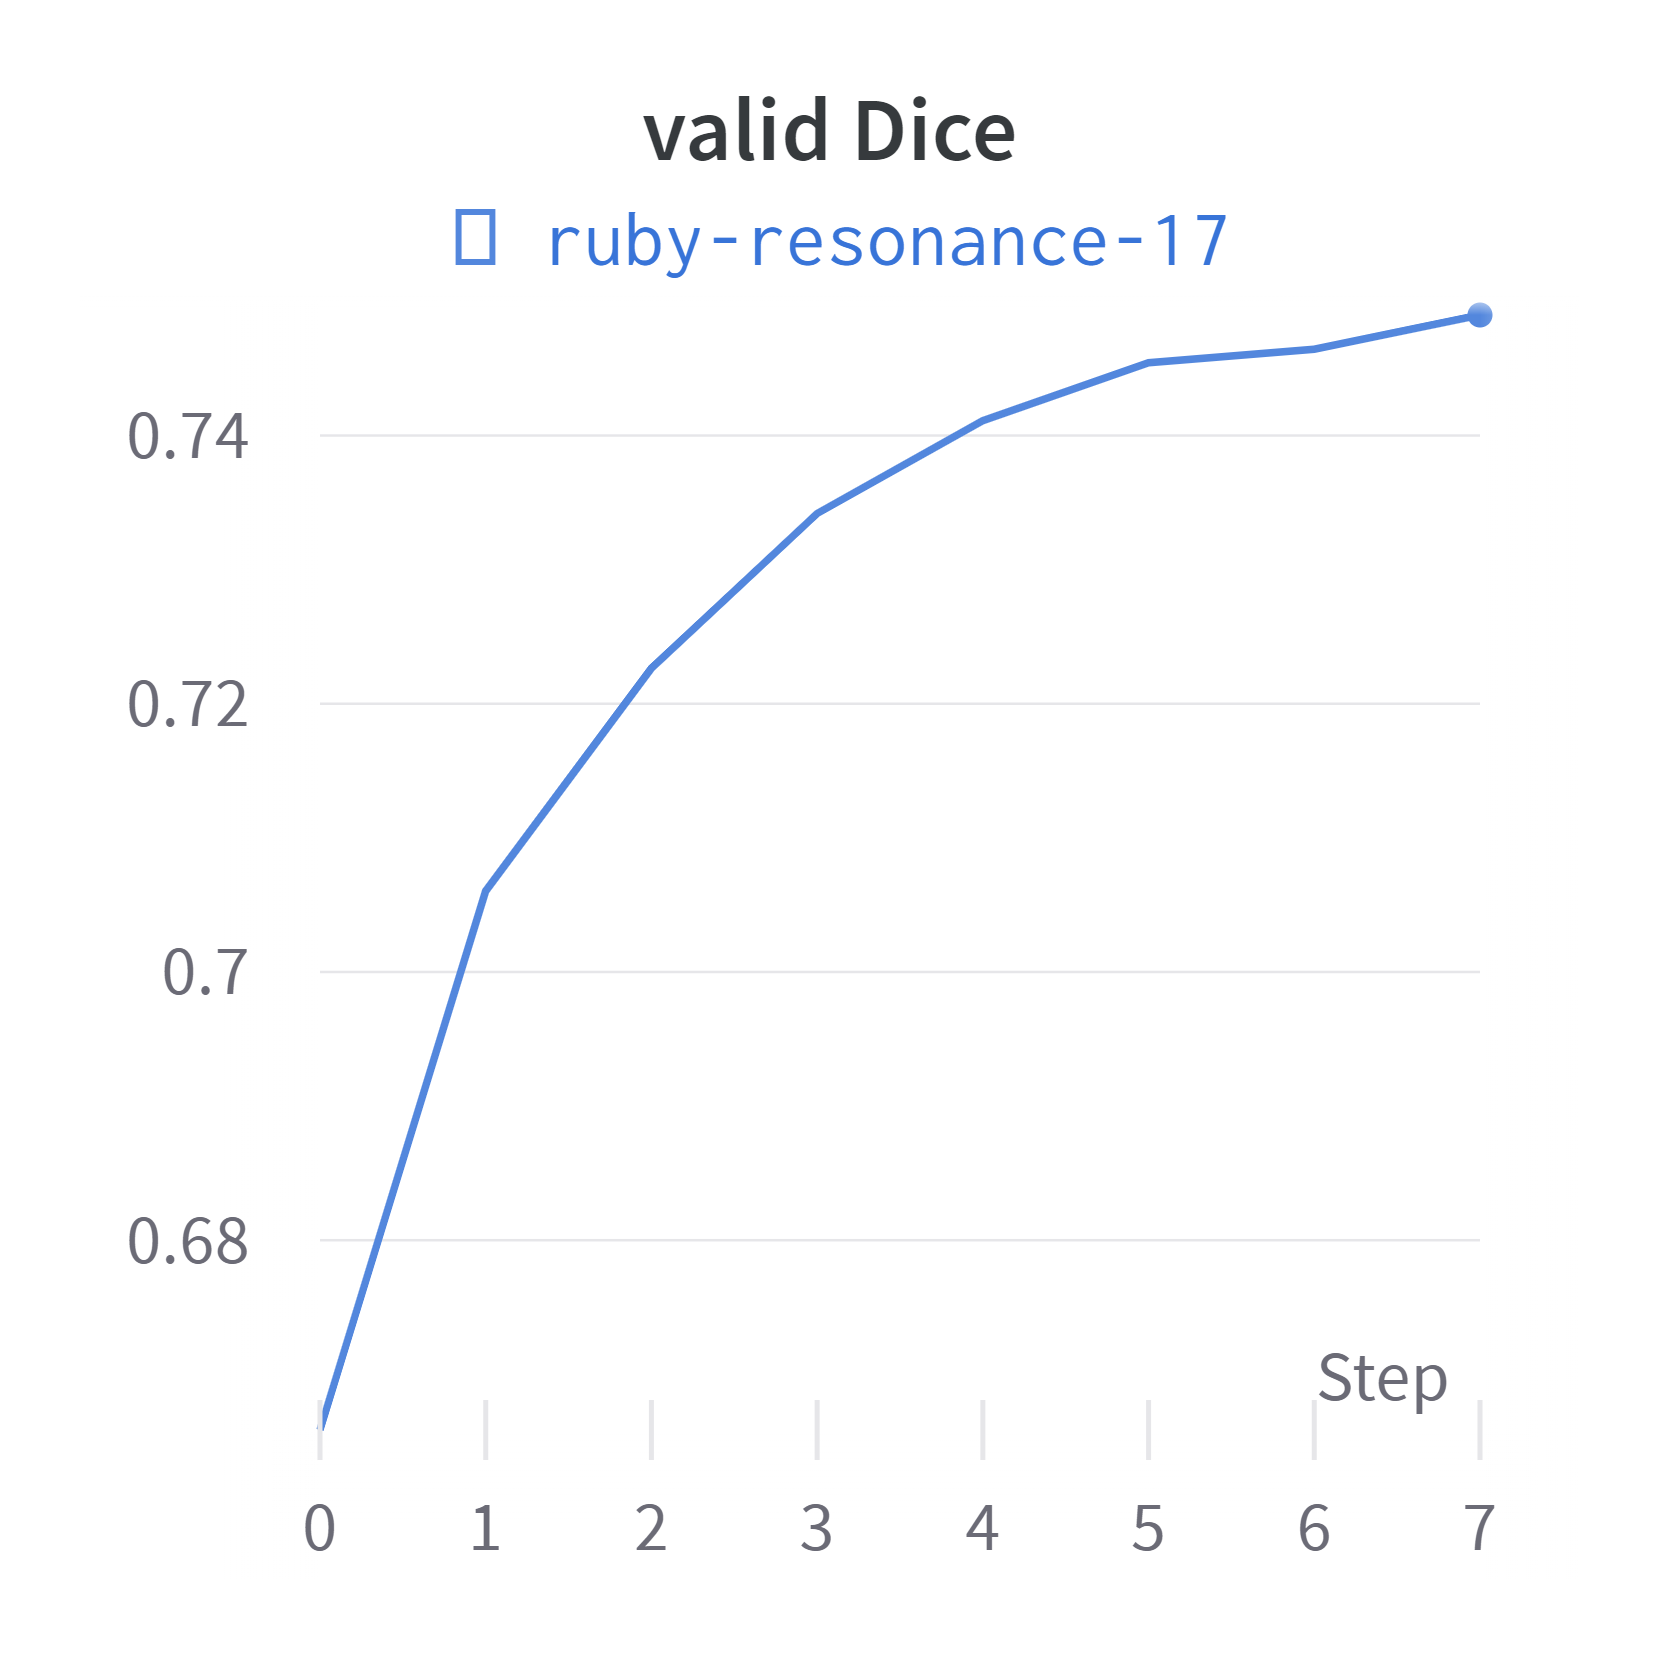 valid Dice
ruby-resonance-17
0.74
0.72
0.7
0.68
Step
0 1 2 3 4 5 6 7